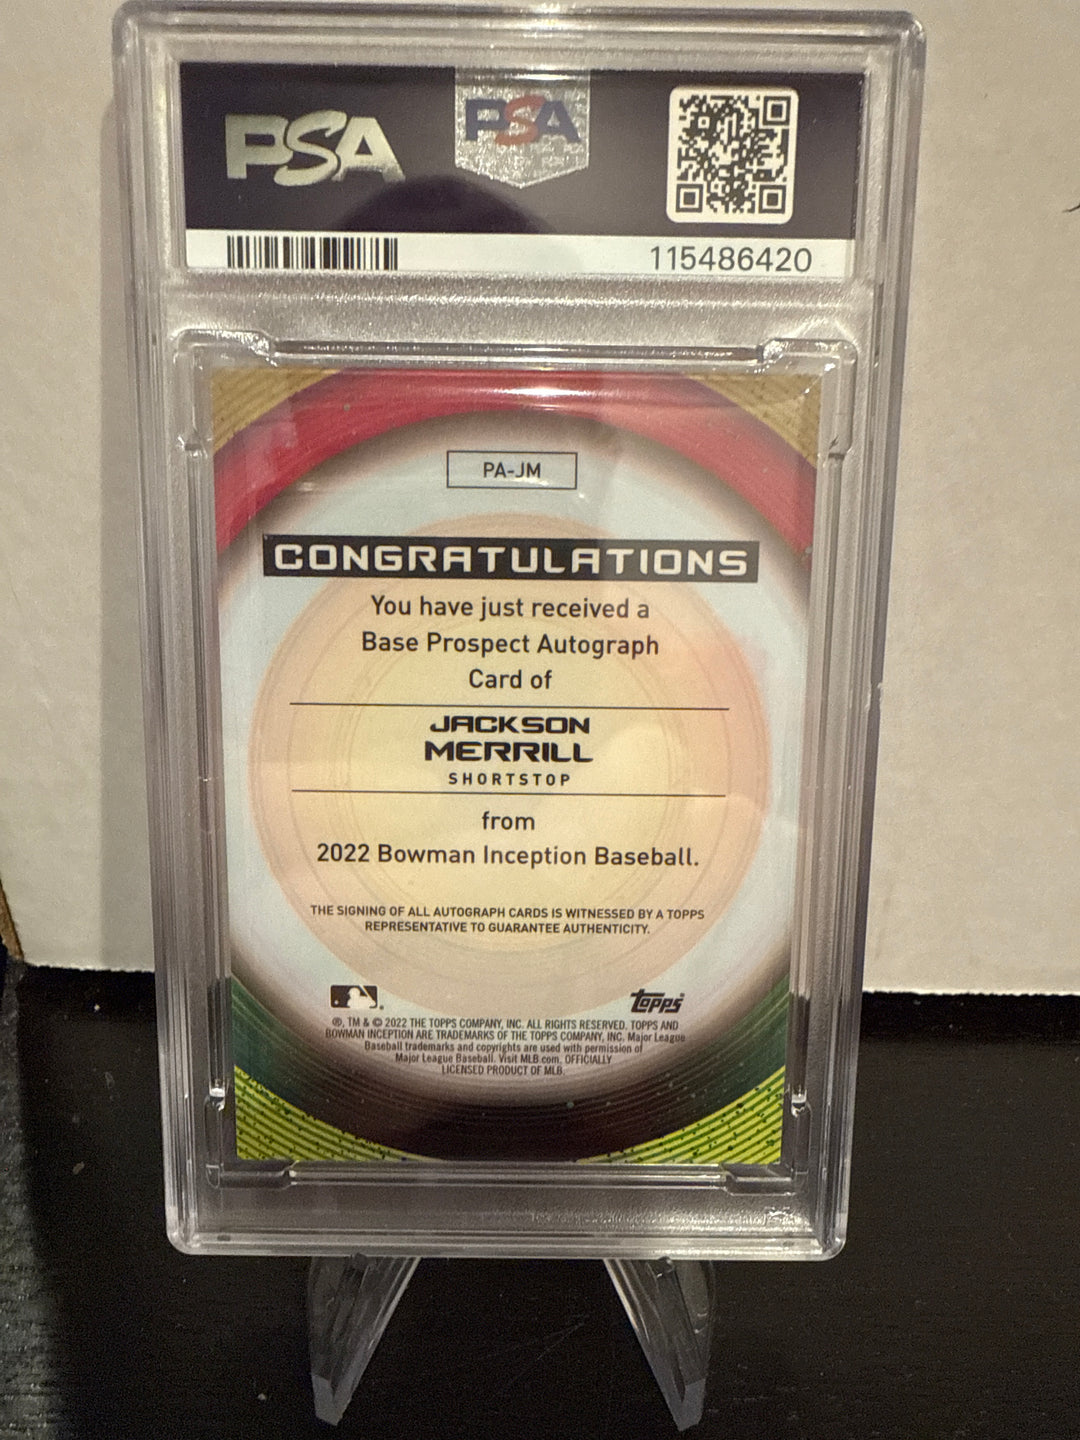 PSA
PSA
115486420
PA-JM
CONGRATULATIONS
You have just received a
Base Prospect Autograph
Card of
JACKSON
MERRILL
SHORTSTOP
from
2022 Bowman Inception Baseball.
THE SIGNING OF ALL AUTOGRAPH CARDS IS WITNESSED BY A TOPPS
REPRESENTATIVE TO GUARANTEE AUTHENTICITY.
topps
®, TM & © 2022 THE TOPPS COMPANY, INC. ALL RIGHTS RESERVED. TOPPS AND
BOWMAN INCEPTION ARE TRADEMARKS OF THE TOPPS COMPANY, INC. Major League
Baseball trademarks and copyrights are used with permission of
Major League Baseball. Visit MLB.com. OFFICIALLY
LICENSED PRODUCT OF MLB.